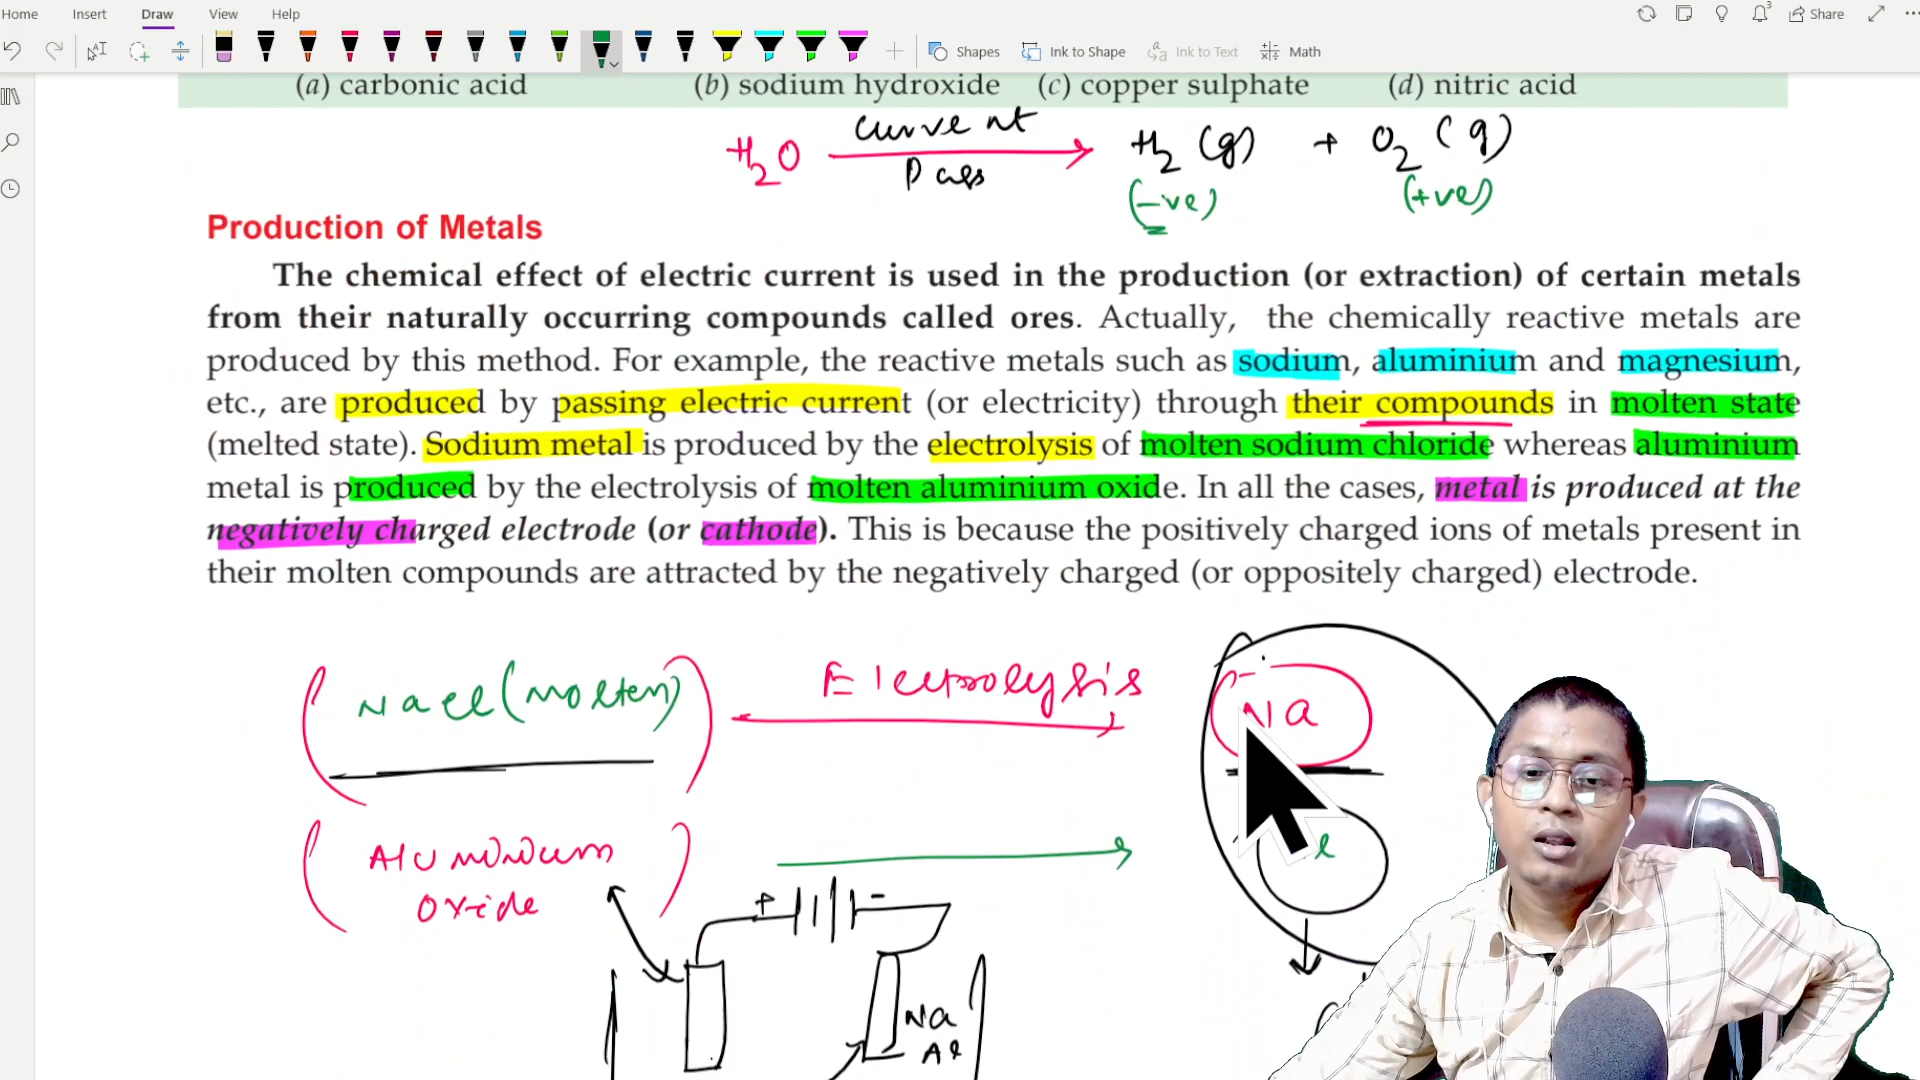 Home Insert Draw View Help
3 Share
Shapes Ink to Shape Ink to Text Math
(a) carbonic acid (b) sodium hydroxide (c) copper sulphate (d) nitric acid
H2O current Pass H2 (g) + O2 (g)
(-ve) (+ve)
Production of Metals
The chemical effect of electric current is used in the production (or extraction) of certain metals
from their naturally occurring compounds called ores. Actually, the chemically reactive metals are
produced by this method. For example, the reactive metals such as sodium, aluminium and magnesium,
etc., are produced by passing electric current (or electricity) through their compounds in molten state
(melted state). Sodium metal is produced by the electrolysis of molten sodium chloride whereas aluminium
metal is produced by the electrolysis of molten aluminium oxide. In all the cases, metal is produced at the
negatively charged electrode (or cathode). This is because the positively charged ions of metals present in
their molten compounds are attracted by the negatively charged (or oppositely charged) electrode.
(NaCl (molten)) Electrolysis Na
(Aluminium
oxide)
+ -
Na
Al